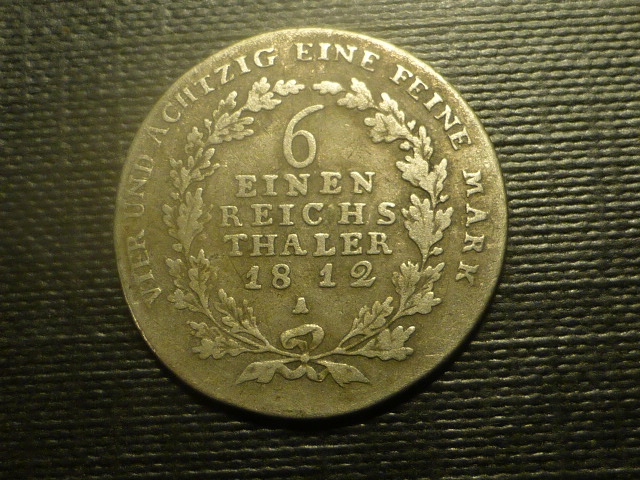 VIER UND ACHTZIG EINE FEINE MARK
6
EINEN
REICHS
THALER
1812
A